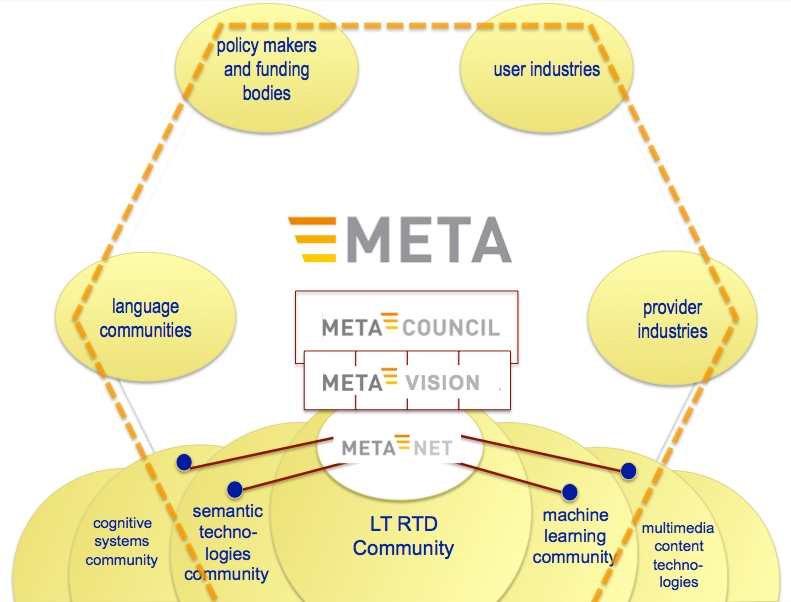 policy makers
and funding
bodies
user industries
META
language
communities
provider
industries
META COUNCIL
META VISION
META NET
cognitive
systems
community
semantic
techno-
logies
community
LT RTD
Community
machine
learning
community
multimedia
content
techno-
logies